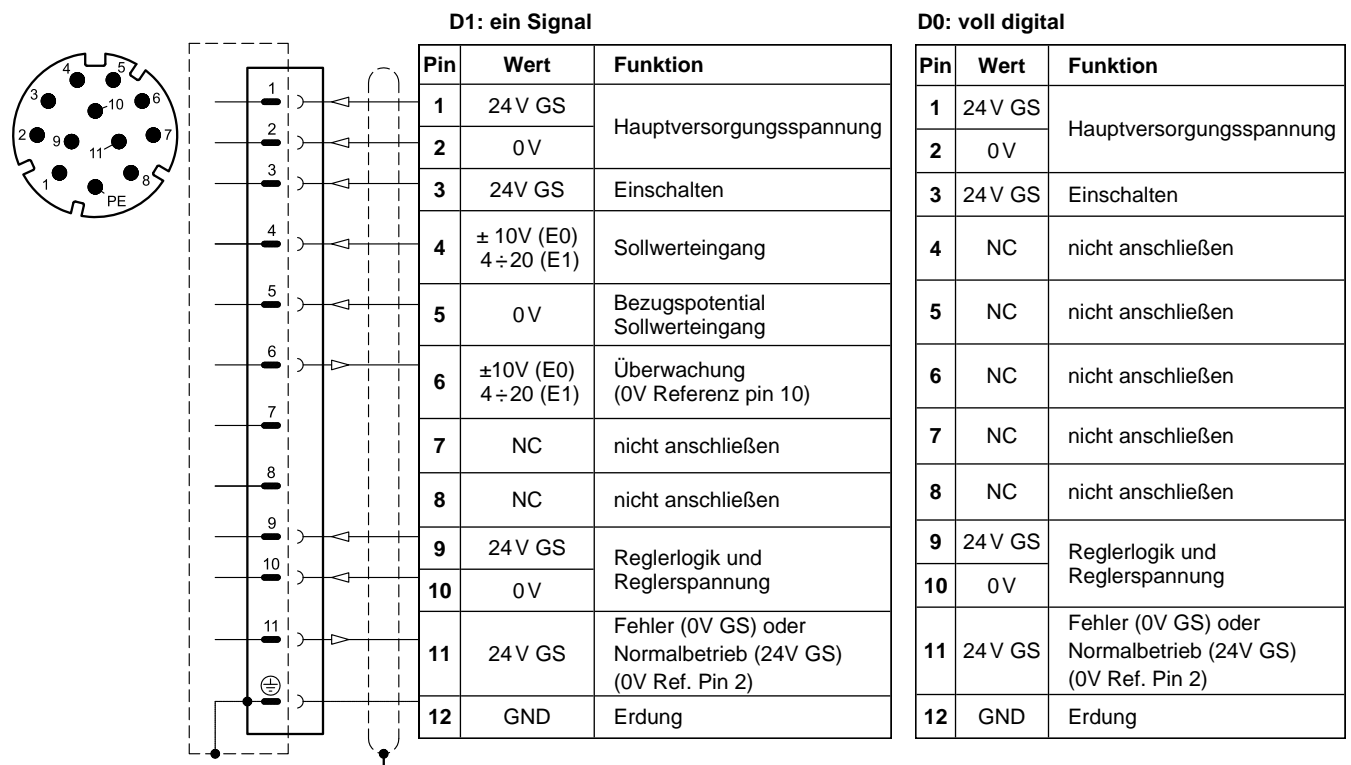 D1: ein Signal
D0: voll digital
4
5
3
10
6
2
9
11
7
1
PE
8
1
2
3
4
5
6
7
8
9
10
11
Pin Wert Funktion
1 24 V GS Hauptversorgungsspannung
2 0 V
3 24V GS Einschalten
4 ± 10V (E0) Sollwerteingang
4 ÷ 20 (E1)
5 0 V Bezugspotential
Sollwerteingang
6 ±10V (E0) Überwachung
4 ÷ 20 (E1) (0V Referenz pin 10)
7 NC nicht anschließen
8 NC nicht anschließen
9 24 V GS Reglerlogik und
10 0 V Reglerspannung
11 24 V GS Fehler (0V GS) oder
Normalbetrieb (24V GS)
(0V Ref. Pin 2)
12 GND Erdung
Pin Wert Funktion
1 24 V GS Hauptversorgungsspannung
2 0 V
3 24 V GS Einschalten
4 NC nicht anschließen
5 NC nicht anschließen
6 NC nicht anschließen
7 NC nicht anschließen
8 NC nicht anschließen
9 24 V GS Reglerlogik und
10 0 V Reglerspannung
11 24 V GS Fehler (0V GS) oder
Normalbetrieb (24V GS)
(0V Ref. Pin 2)
12 GND Erdung